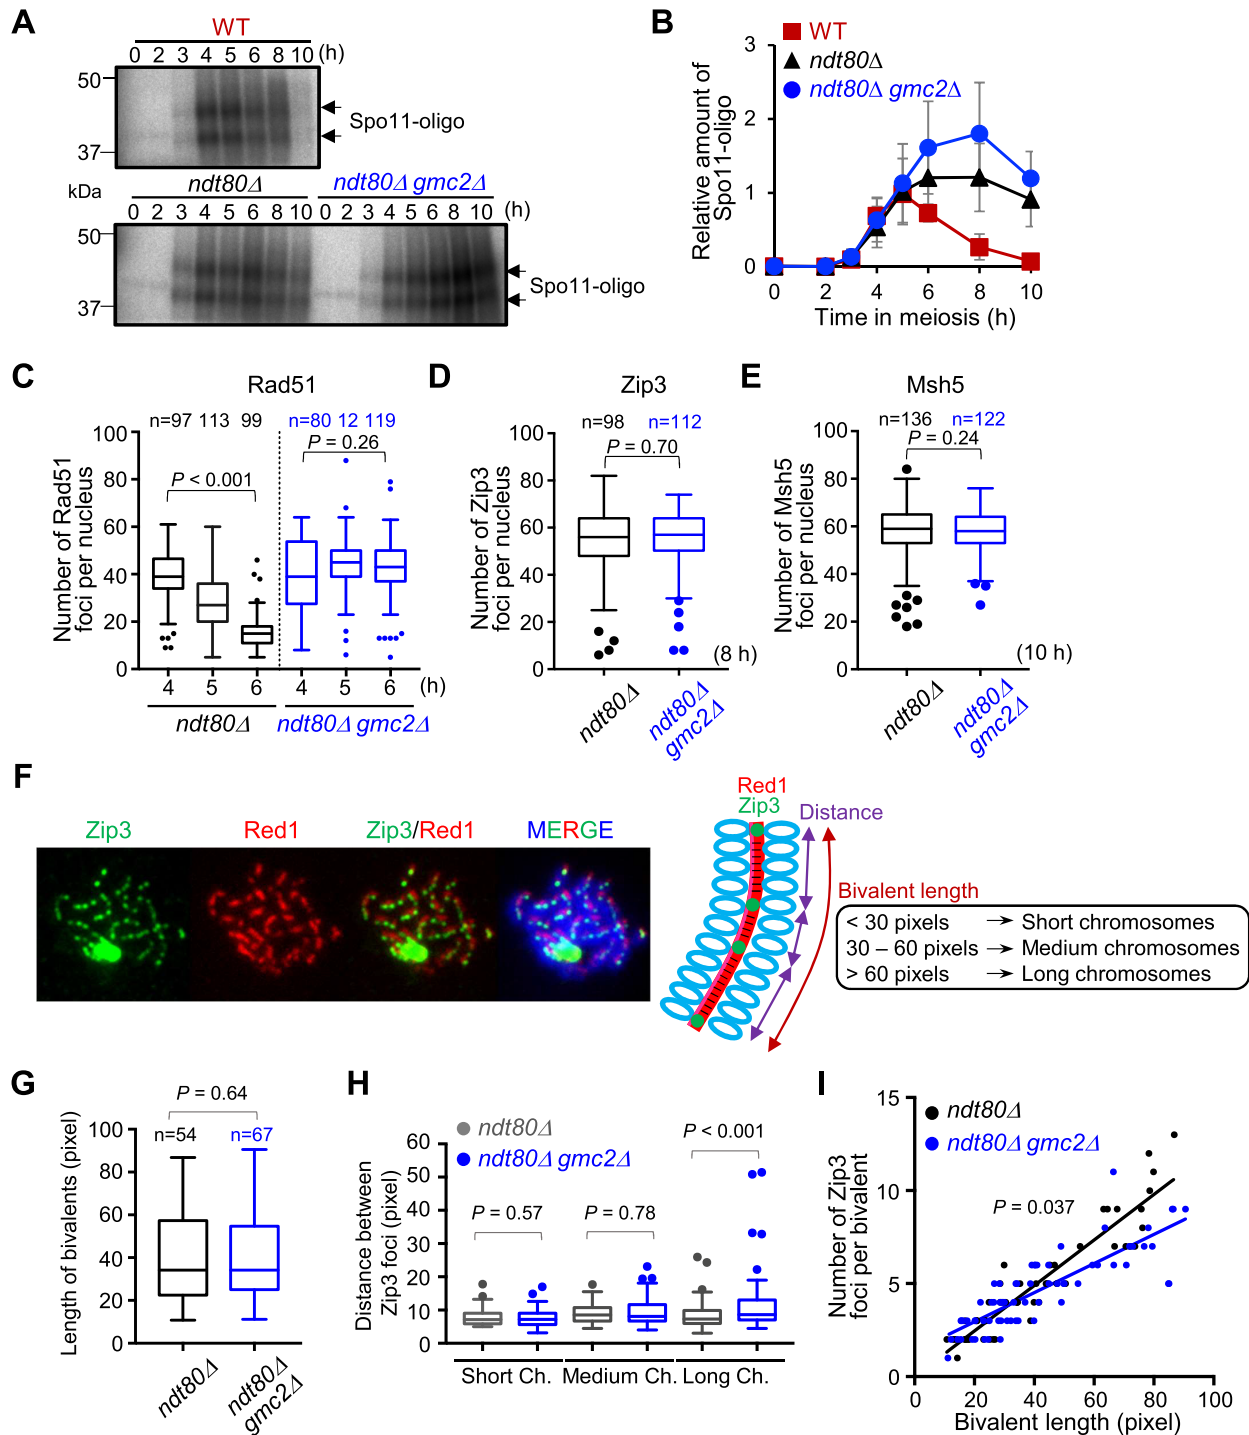 A
WT
0 2 3 4 5 6 8 10 (h)
50
37
Spo11-oligo
kDa
ndt80Δ ndt80Δ gmc2Δ
0 2 3 4 5 6 8 10 0 2 3 4 5 6 8 10 (h)
50
37
Spo11-oligo
B
WT
ndt80Δ
ndt80Δ gmc2Δ
Relative amount of
Spo11-oligo
3
2
1
0
0 2 4 6 8 10
Time in meiosis (h)
C
Rad51
n=97 113 99 n=80 12 119
P < 0.001
P = 0.26
Number of Rad51
foci per nucleus
100
80
60
40
20
0
4 5 6 4 5 6 (h)
ndt80Δ ndt80Δ gmc2Δ
D
Zip3
n=98 n=112
P = 0.70
Number of Zip3
foci per nucleus
100
80
60
40
20
0
(8 h)
ndt80Δ
ndt80Δ
gmc2Δ
E
Msh5
n=136 n=122
P = 0.24
Number of Msh5
foci per nucleus
100
80
60
40
20
0
(10 h)
ndt80Δ
ndt80Δ
gmc2Δ
F
Zip3 Red1 Zip3/Red1 MERGE
Red1
Zip3
Distance
Bivalent length
< 30 pixels → Short chromosomes
30 – 60 pixels → Medium chromosomes
> 60 pixels → Long chromosomes
G
P = 0.64
n=54 n=67
Length of bivalents (pixel)
100
80
60
40
20
0
ndt80Δ
ndt80Δ
gmc2Δ
H
ndt80Δ
ndt80Δ gmc2Δ
P < 0.001
P = 0.57
P = 0.78
Distance between
Zip3 foci (pixel)
60
50
40
30
20
10
0
Short Ch. Medium Ch. Long Ch.
I
ndt80Δ
ndt80Δ gmc2Δ
P = 0.037
Number of Zip3
foci per bivalent
15
10
5
0
0 20 40 60 80 100
Bivalent length (pixel)